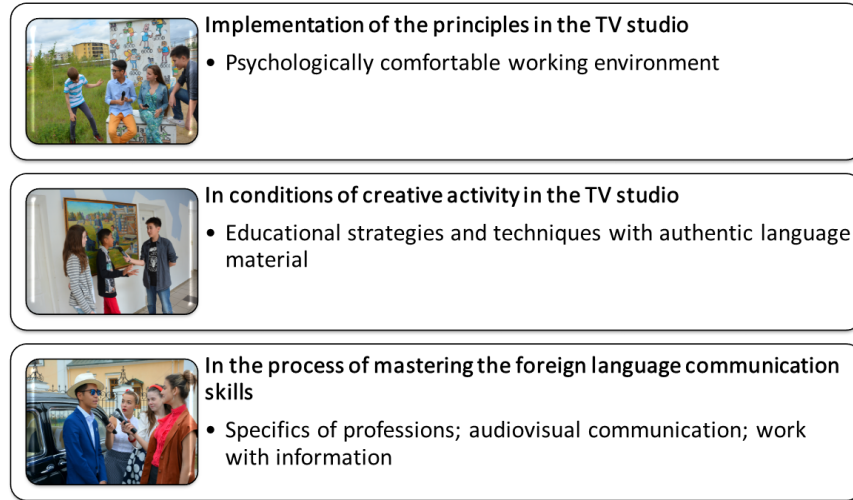 Implementation of the principles in the TV studio
• Psychologically comfortable working environment
In conditions of creative activity in the TV studio
• Educational strategies and techniques with authentic language
material
In the process of mastering the foreign language communication
skills
• Specifics of professions; audiovisual communication; work
with information